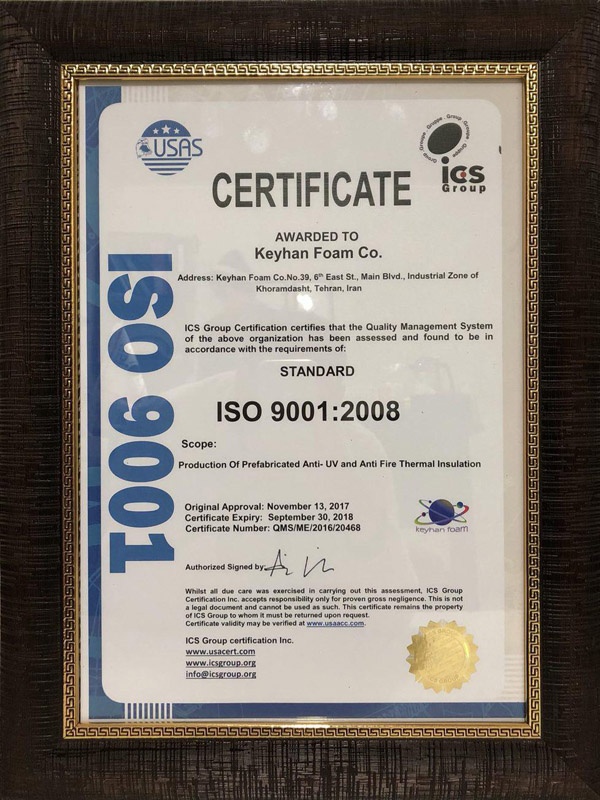 USAS
Group . Gruppe . Group . Gruppe
ics
Group
CERTIFICATE
AWARDED TO
Keyhan Foam Co.
Address: Keyhan Foam Co.No.39, 6th East St., Main Blvd., Industrial Zone of
Khoramdasht, Tehran, Iran
ISO 9001
ICS Group Certification certifies that the Quality Management System
of the above organization has been assessed and found to be in
accordance with the requirements of:
STANDARD
ISO 9001:2008
Scope:
Production Of Prefabricated Anti- UV and Anti Fire Thermal Insulation
Original Approval: November 13, 2017
Certificate Expiry: September 30, 2018
Certificate Number: QMS/ME/2016/20468
keyhan foam
Authorized Signed by:
Whilst all due care was exercised in carrying out this assessment, ICS Group
Certification Inc. accepts responsibility only for proven gross negligence. This is not
a legal document and cannot be used as such. This certificate remains the property
of ICS Group to whom it must be returned upon request.
Certificate validity may be verified at www.usaacc.com.
ICS Group certification Inc.
www.usacert.com
www.icsgroup.org
info@icsgroup.org